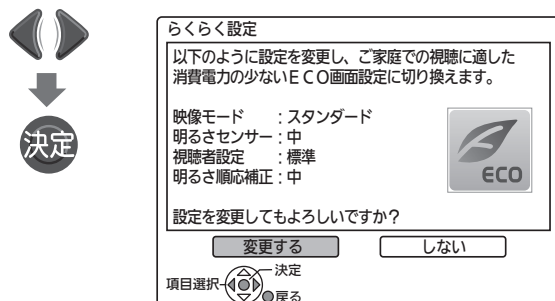 らくらく設定
以下のように設定を変更し、ご家庭での視聴に適した
消費電力の少ないＥＣＯ画面設定に切り換えます。
映像モード　：スタンダード
明るさセンサー：中
視聴者設定　：標準
明るさ順応補正：中
ECO
設定を変更してもよろしいですか？
変更する　しない
決定
項目選択
決定
戻る